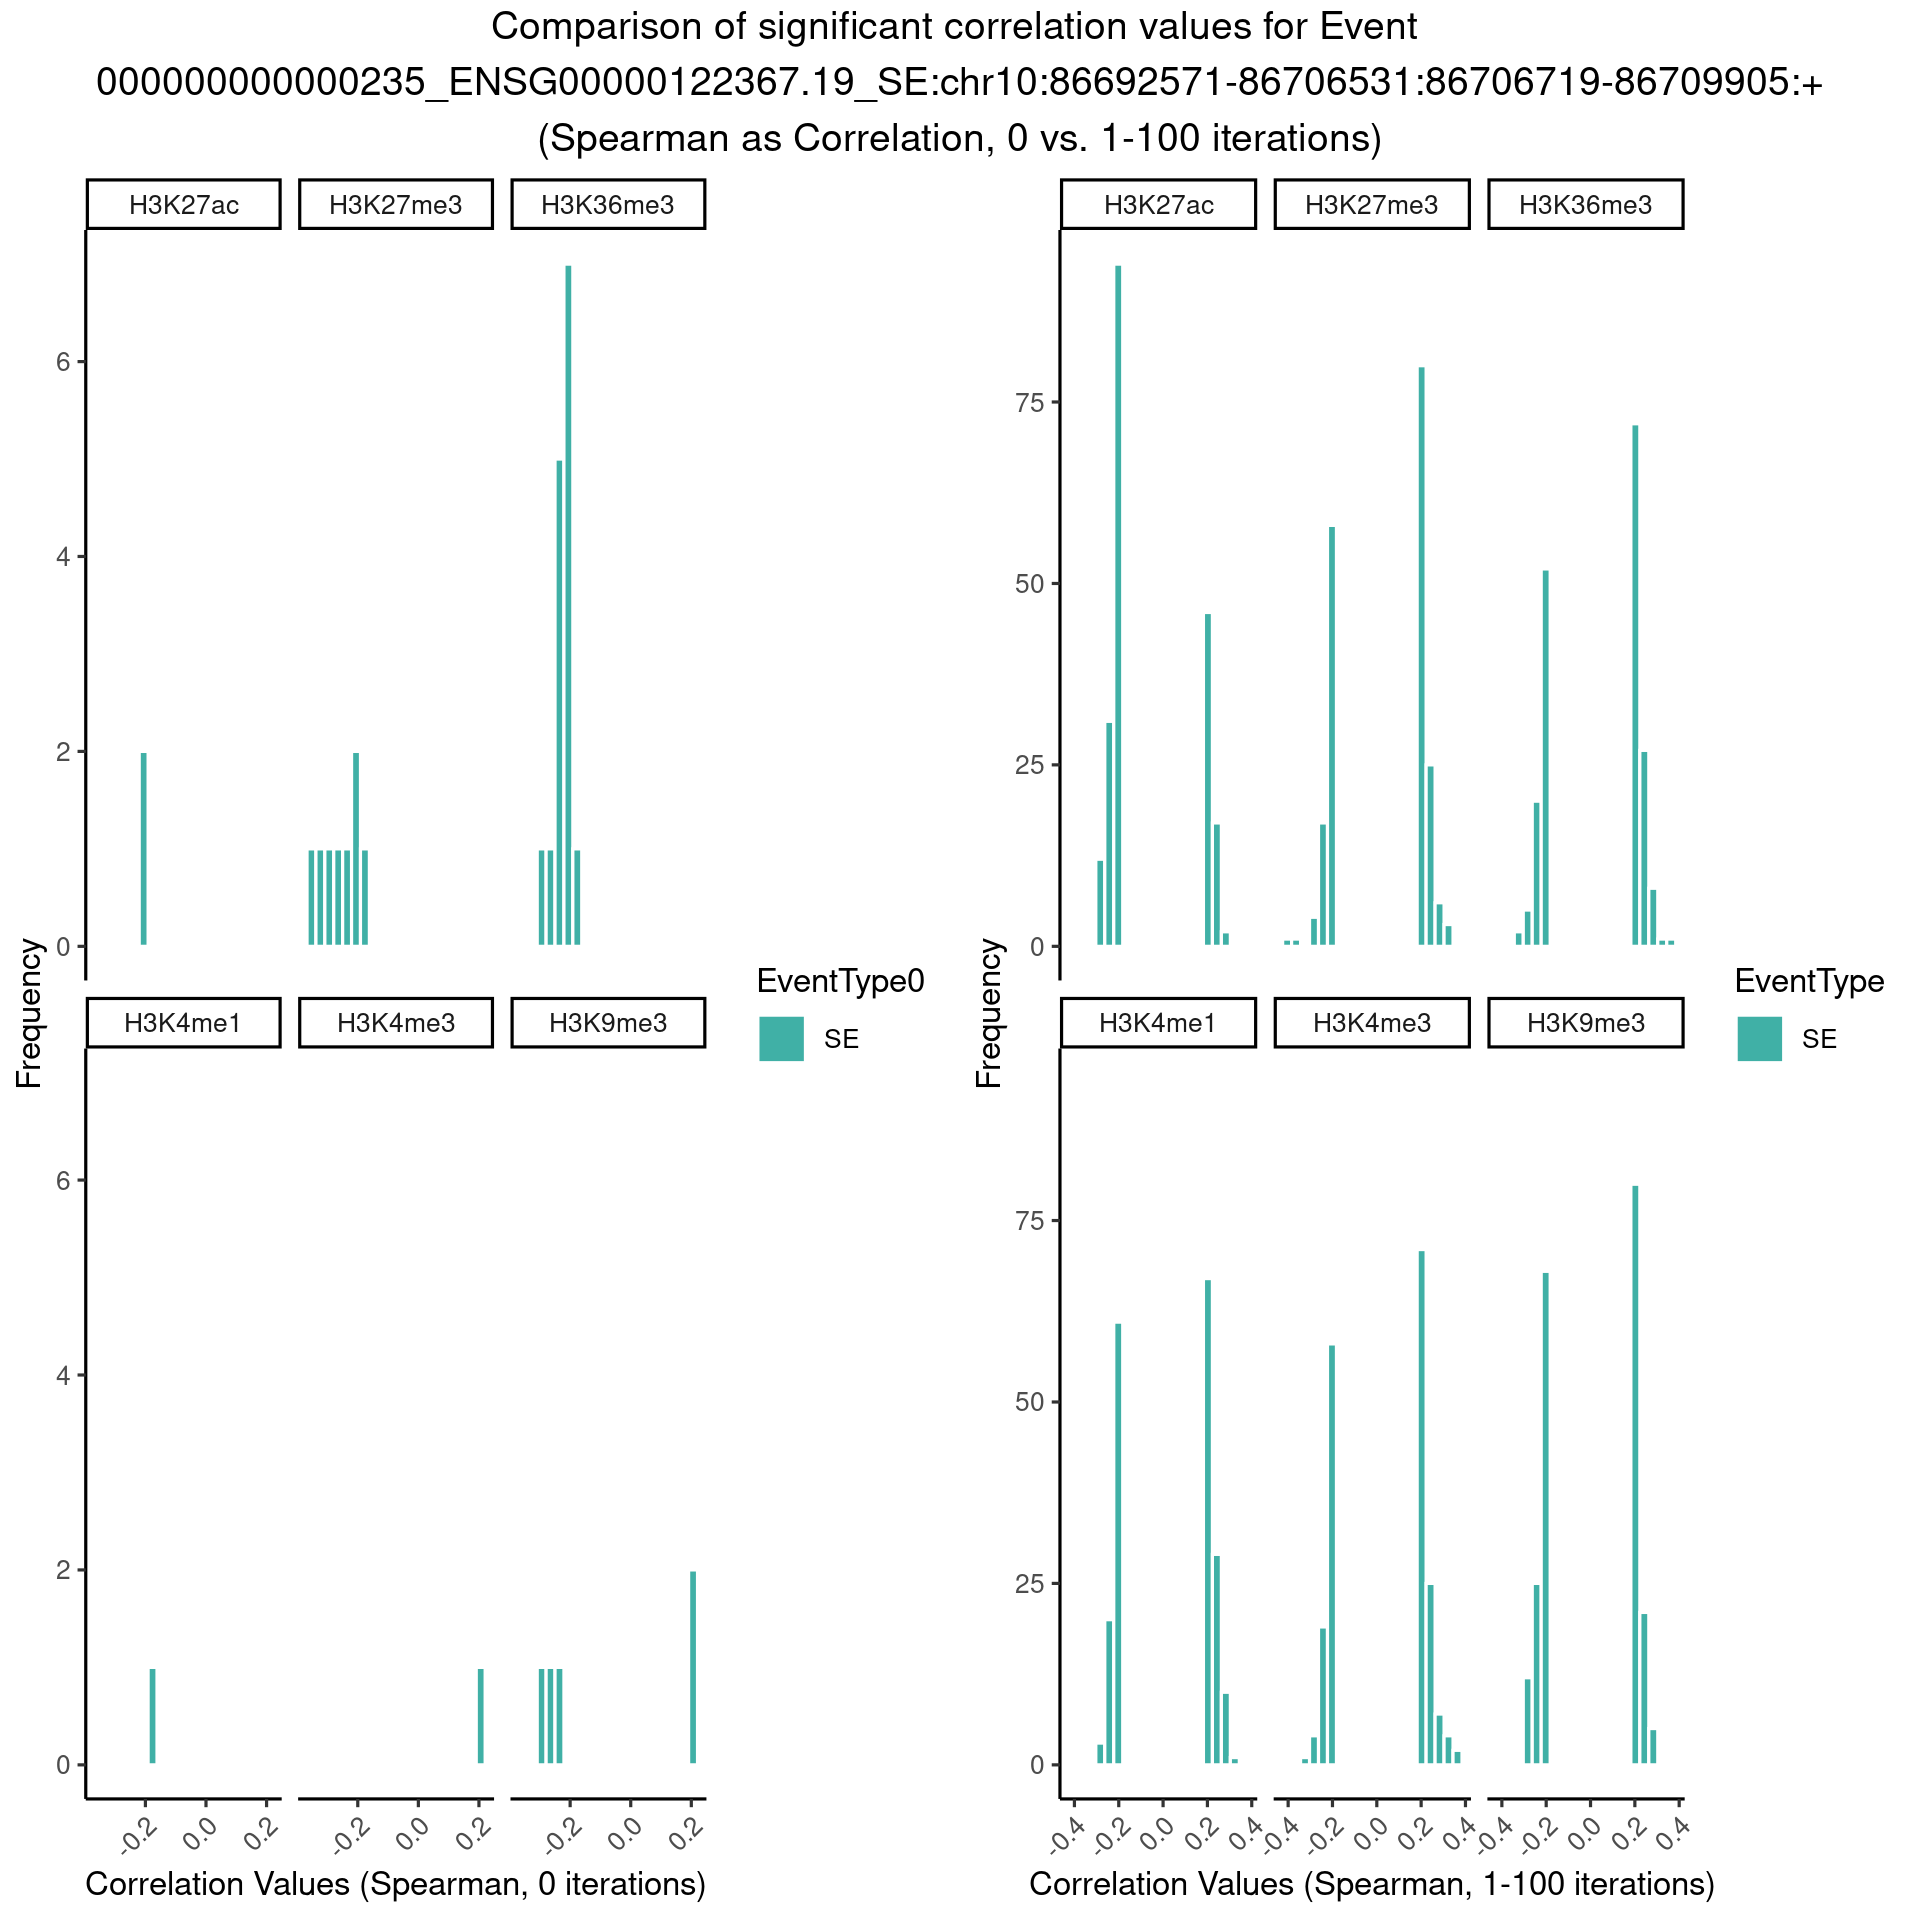 Comparison of significant correlation values for Event
000000000000235_ENSG00000122367.19_SE:chr10:86692571-86706531:86706719-86709905:+
(Spearman as Correlation, 0 vs. 1-100 iterations)
H3K27ac H3K27me3 H3K36me3
6
4
2
0
H3K4me1 H3K4me3 H3K9me3
6
4
2
0
-0.2 0.0 0.2 -0.2 0.0 0.2 -0.2 0.0 0.2
Frequency
Correlation Values (Spearman, 0 iterations)
EventType0
SE
H3K27ac H3K27me3 H3K36me3
75
50
25
0
H3K4me1 H3K4me3 H3K9me3
75
50
25
0
-0.4 -0.2 0.0 0.2 0.4 -0.4 -0.2 0.0 0.2 0.4 -0.4 -0.2 0.0 0.2 0.4
Frequency
Correlation Values (Spearman, 1-100 iterations)
EventType
SE